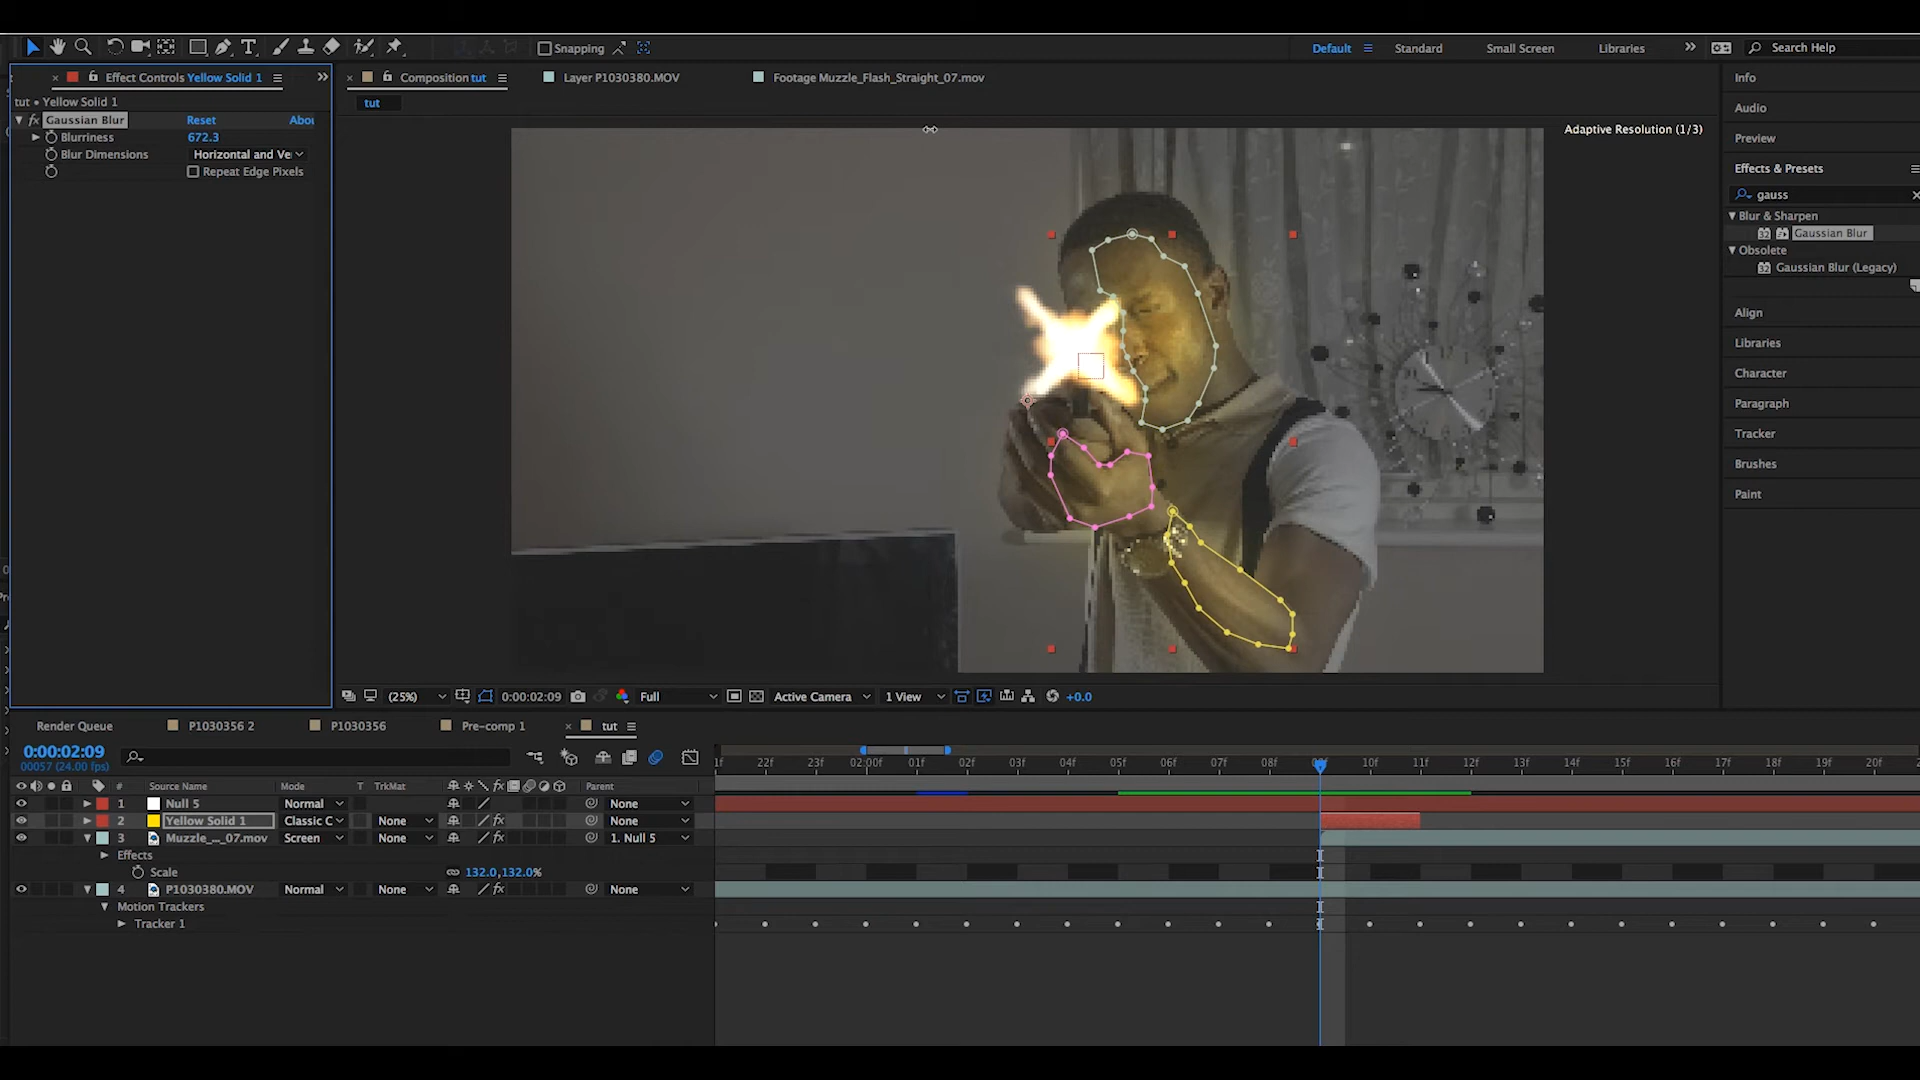 Snapping
Default
Standard
Small Screen
Libraries
Search Help
Effect Controls Yellow Solid 1
Composition tut
Layer P1030380.MOV
Footage Muzzle_Flash_Straight_07.mov
Info
tut • Yellow Solid 1
tut
Audio
fx Gaussian Blur Reset Abou
Blurriness 672.3
Blur Dimensions Horizontal and Ve
Repeat Edge Pixels
Adaptive Resolution (1/3)
Preview
Effects & Presets
gauss
Blur & Sharpen
32 Gaussian Blur
Obsolete
32 Gaussian Blur (Legacy)
Align
Libraries
Character
Paragraph
Tracker
Brushes
Paint
(25%) 0:00:02:09 Full Active Camera 1 View +0.0
Render Queue P1030356 2 P1030356 Pre-comp 1 tut
0:00:02:09
00057 (24.00 fps)
1f 22f 23f 02:00f 01f 02f 03f 04f 05f 06f 07f 08f 10f 11f 12f 13f 14f 15f 16f 17f 18f 19f 20f
# Source Name Mode T TrkMat fx Parent
1 Null 5 Normal None
2 Yellow Solid 1 Classic C None fx None
3 Muzzle_..._07.mov Screen None fx 1. Null 5
Effects
Scale 132.0,132.0%
4 P1030380.MOV Normal None fx None
Motion Trackers
Tracker 1